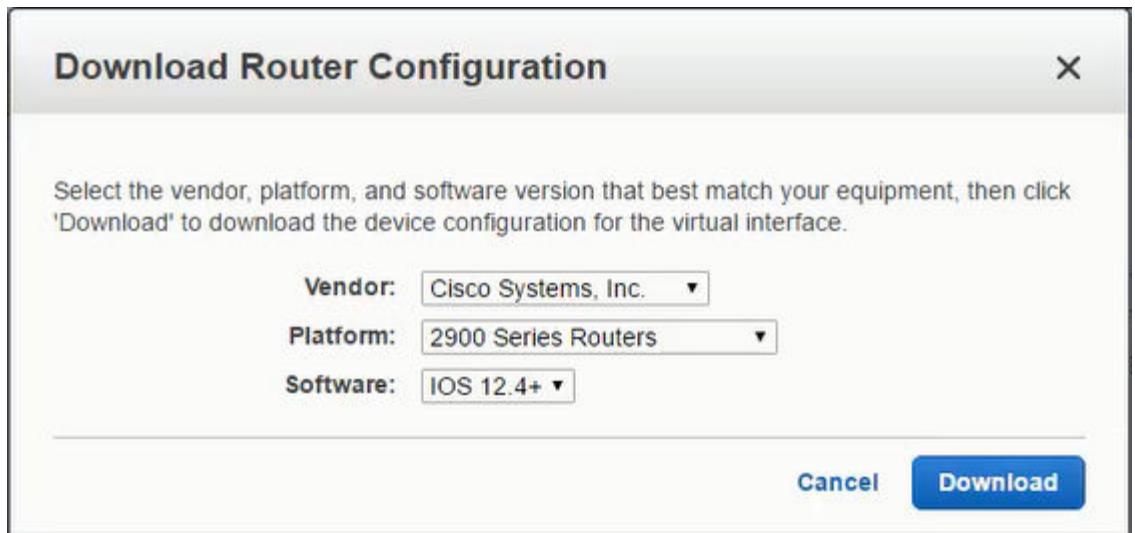 Download Router Configuration
Select the vendor, platform, and software version that best match your equipment, then click
'Download' to download the device configuration for the virtual interface.
Vendor: Cisco Systems, Inc.
Platform: 2900 Series Routers
Software: IOS 12.4+
Cancel Download